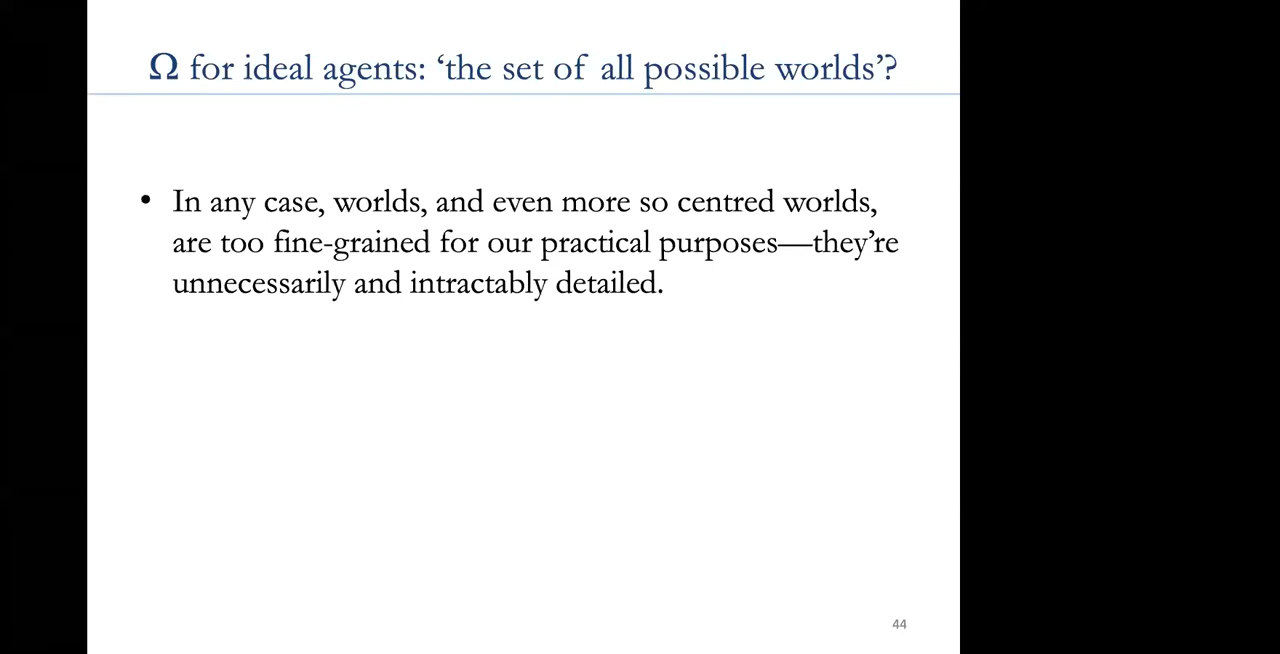 Ω for ideal agents: ‘the set of all possible worlds’?
• In any case, worlds, and even more so centred worlds,
are too fine-grained for our practical purposes—they’re
unnecessarily and intractably detailed.
44